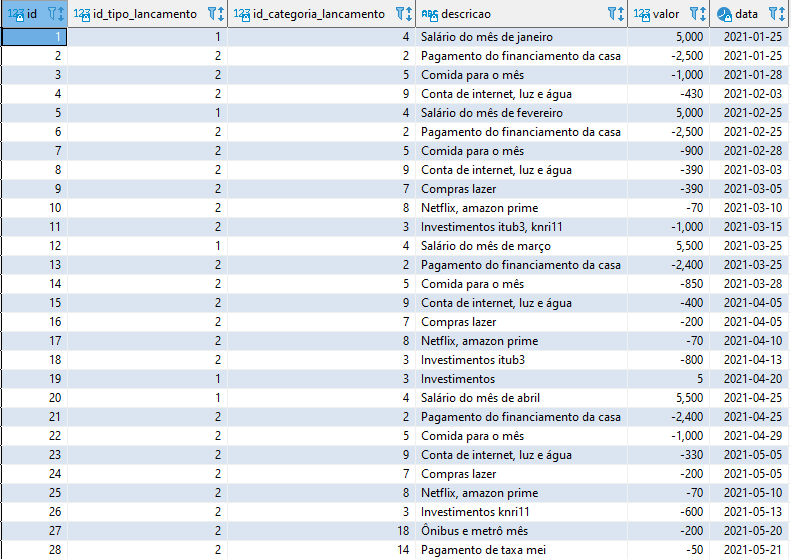 123 id 123 id_tipo_lancamento 123 id_categoria_lancamento ABC descricao 123 valor data
1 1 4 Salário do mês de janeiro 5,000 2021-01-25
2 2 2 Pagamento do financiamento da casa -2,500 2021-01-25
3 2 5 Comida para o mês -1,000 2021-01-28
4 2 9 Conta de internet, luz e água -430 2021-02-03
5 1 4 Salário do mês de fevereiro 5,000 2021-02-25
6 2 2 Pagamento do financiamento da casa -2,500 2021-02-25
7 2 5 Comida para o mês -900 2021-02-28
8 2 9 Conta de internet, luz e água -390 2021-03-03
9 2 7 Compras lazer -390 2021-03-05
10 2 8 Netflix, amazon prime -70 2021-03-10
11 2 3 Investimentos itub3, knri11 -1,000 2021-03-15
12 1 4 Salário do mês de março 5,500 2021-03-25
13 2 2 Pagamento do financiamento da casa -2,400 2021-03-25
14 2 5 Comida para o mês -850 2021-03-28
15 2 9 Conta de internet, luz e água -400 2021-04-05
16 2 7 Compras lazer -200 2021-04-05
17 2 8 Netflix, amazon prime -70 2021-04-10
18 2 3 Investimentos itub3 -800 2021-04-13
19 1 3 Investimentos 5 2021-04-20
20 1 4 Salário do mês de abril 5,500 2021-04-25
21 2 2 Pagamento do financiamento da casa -2,400 2021-04-25
22 2 5 Comida para o mês -1,000 2021-04-29
23 2 9 Conta de internet, luz e água -330 2021-05-05
24 2 7 Compras lazer -200 2021-05-05
25 2 8 Netflix, amazon prime -70 2021-05-10
26 2 3 Investimentos knri11 -600 2021-05-13
27 2 18 Ônibus e metrô mês -200 2021-05-20
28 2 14 Pagamento de taxa mei -50 2021-05-21